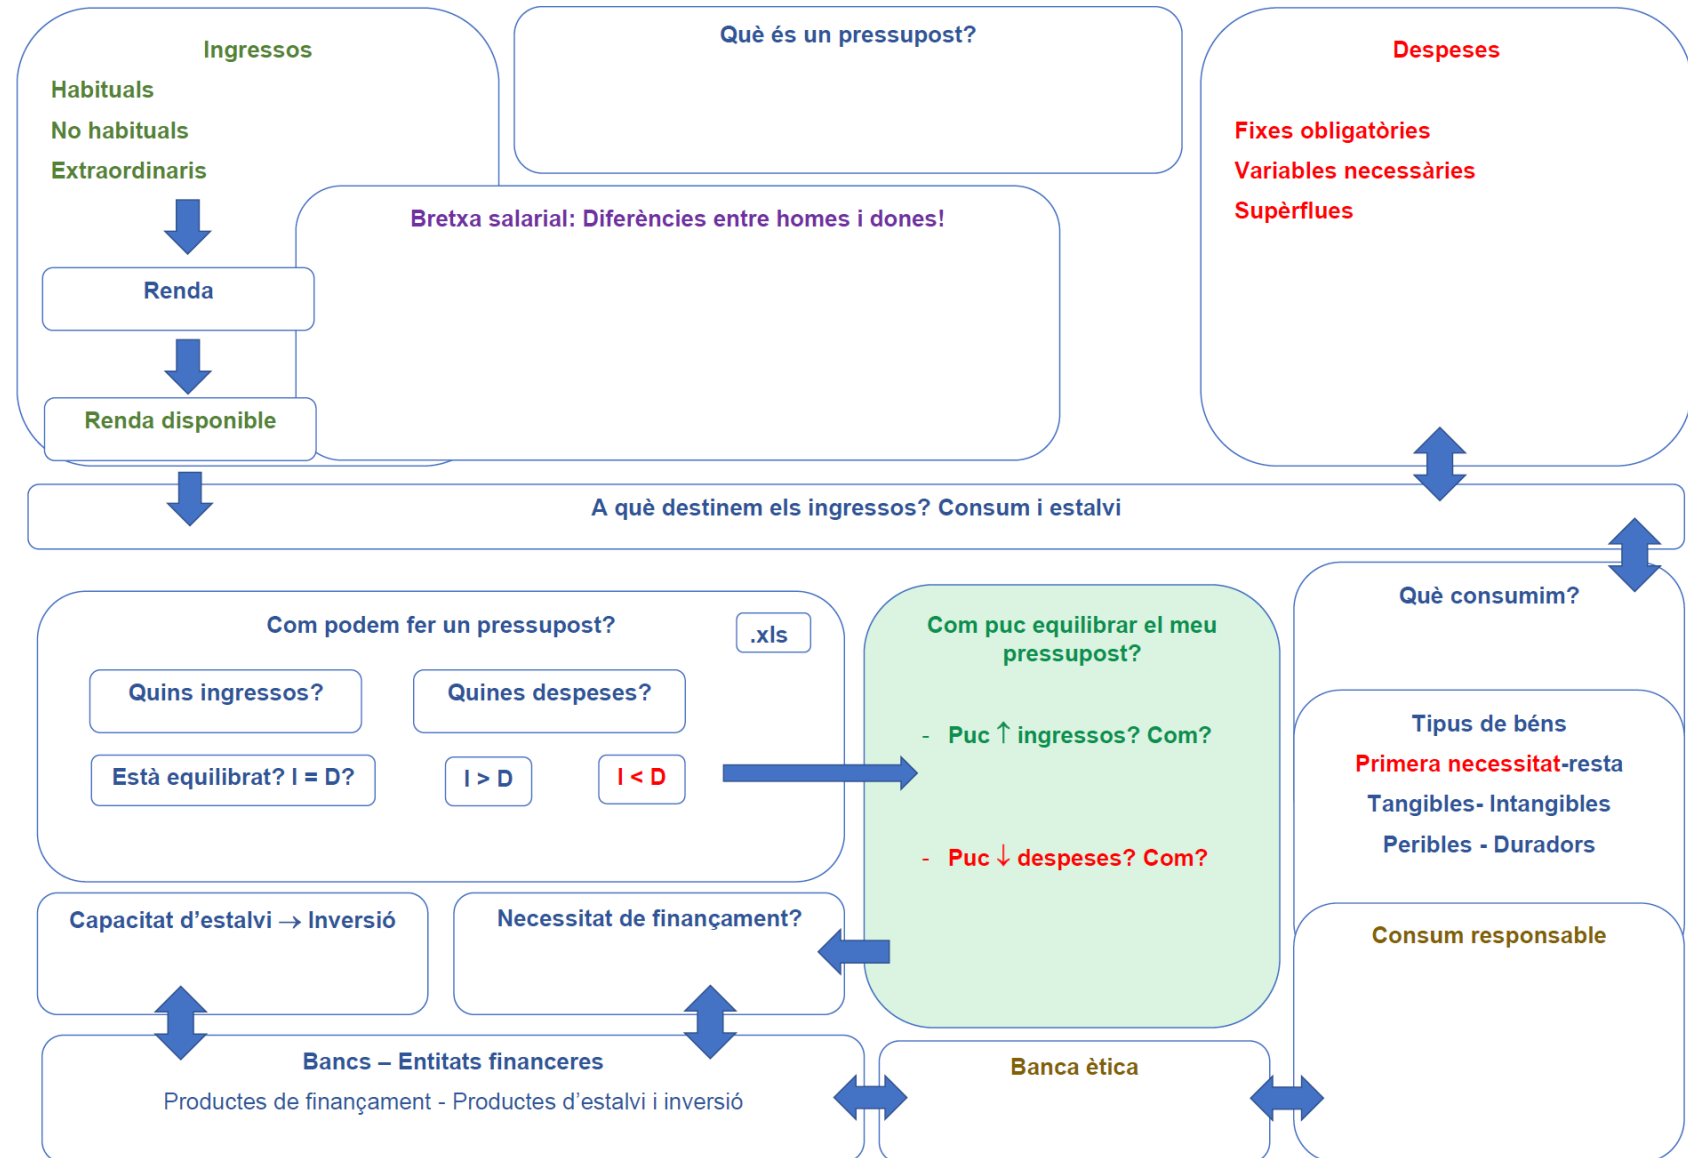 Ingressos
Habituals
No habituals
Extraordinaris
Renda
Renda disponible
Què és un pressupost?
Bretxa salarial: Diferències entre homes i dones!
Despeses
Fixes obligatòries
Variables necessàries
Supèrflues
A què destinem els ingressos? Consum i estalvi
Com podem fer un pressupost?
.xls
Quins ingressos?
Quines despeses?
Està equilibrat? I = D?
I > D
I < D
Com puc equilibrar el meu
pressupost?
- Puc ↑ ingressos? Com?
- Puc ↓ despeses? Com?
Què consumim?
Tipus de béns
Primera necessitat-resta
Tangibles- Intangibles
Peribles - Duradors
Consum responsable
Capacitat d’estalvi → Inversió
Necessitat de finançament?
Bancs – Entitats financeres
Productes de finançament - Productes d’estalvi i inversió
Banca ètica